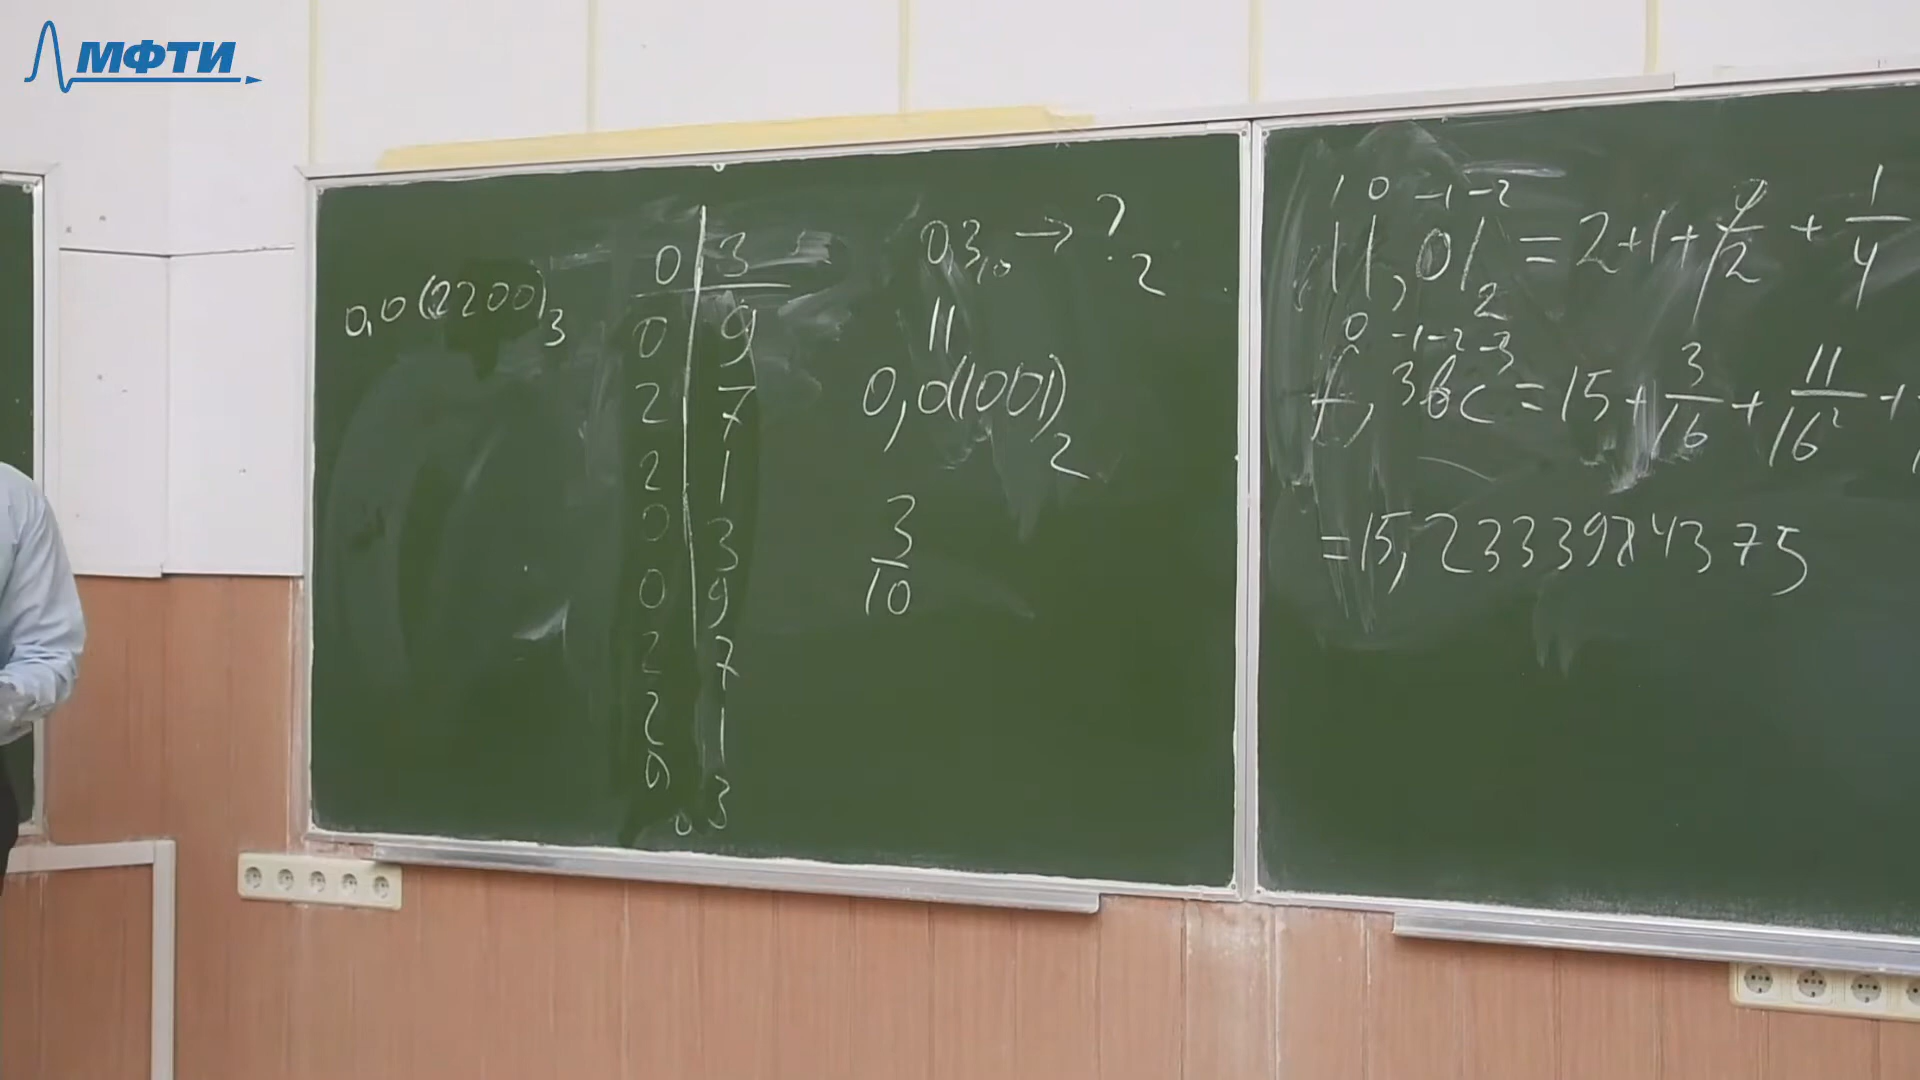 МФТИ
0,0(2200)₃
0 | 3
0 | 9
2 | 7
2 | 1
0 | 3
0 | 9
2 | 7
2 | 1
0 | 3
0
0,3₁₀ → ?₂
||
0,0(1001)₂
3
10
1 0 -1 -2
11,01₂ = 2+1+0/2+1/4
0 -1 -2 -3
f,3bc = 15 + 3/16 + 11/16² +
= 15,2333984375